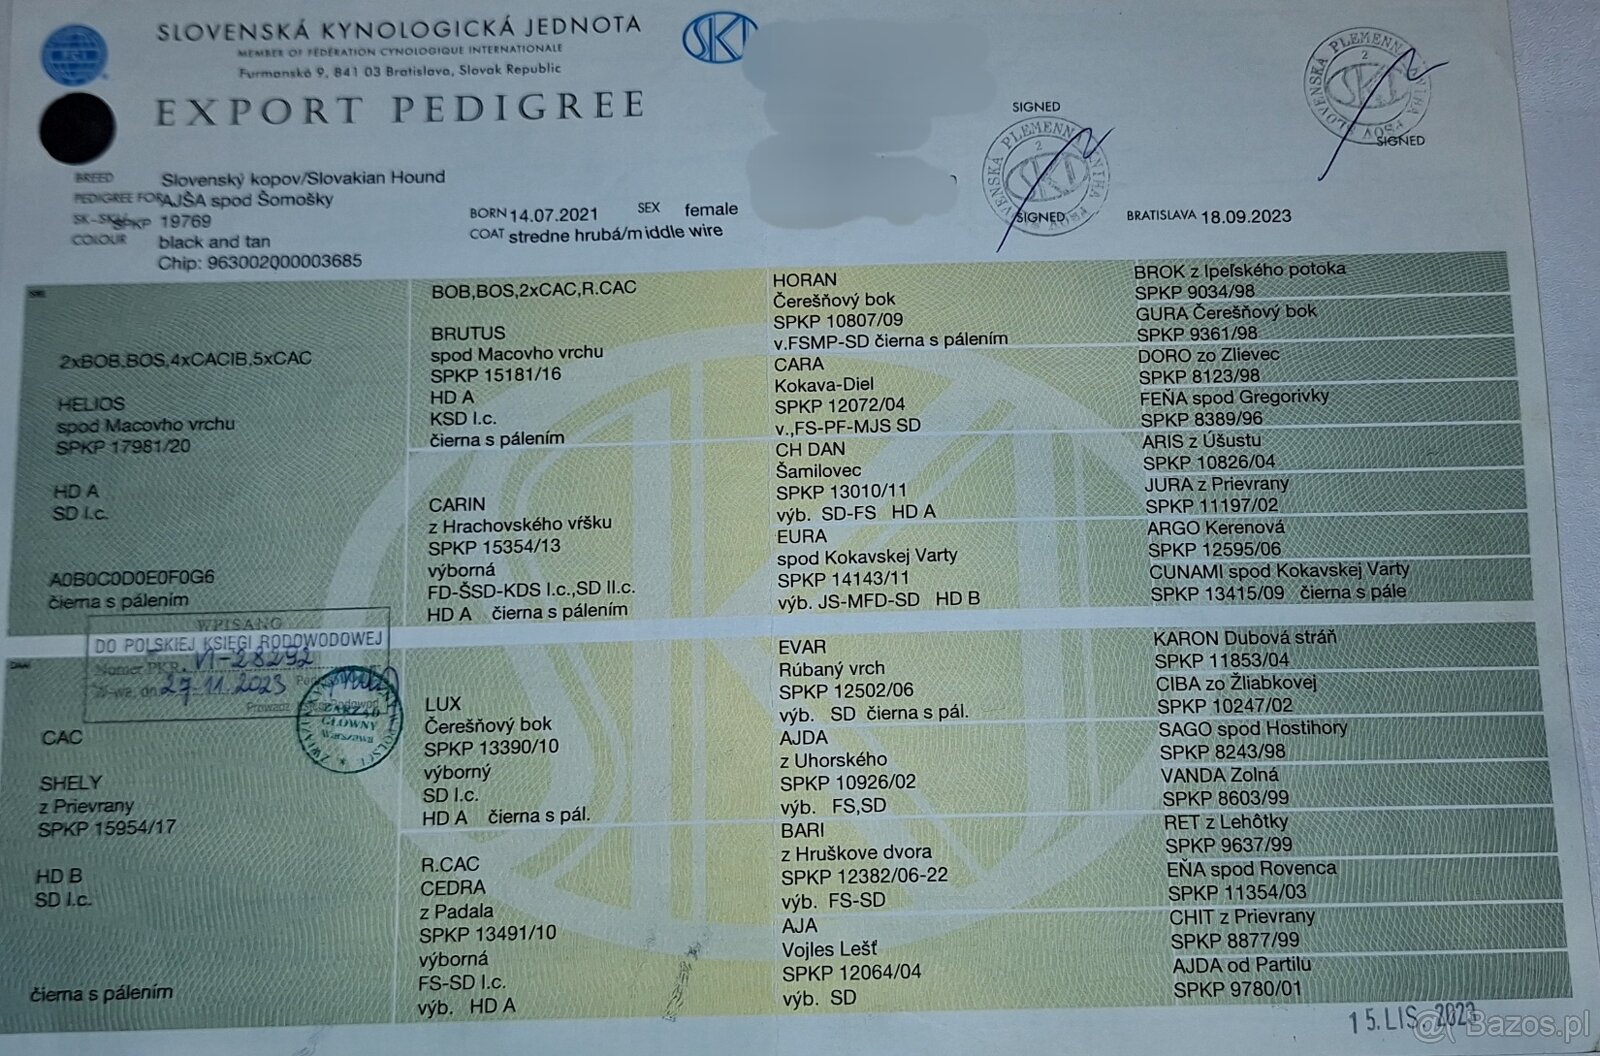 SLOVENSKÁ KYNOLOGICKÁ JEDNOTA
MEMBER OF FÉDÉRATION CYNOLOGIQUE INTERNATIONALE
Furmanská 9, 841 03 Bratislava, Slovak Republic
EXPORT PEDIGREE
FCI
SKJ
BREED Slovenský kopov/Slovakian Hound
PEDIGREE FOR AJŠA spod Šomošky
SPKP 19769
COLOUR black and tan
Chip: 963002000003685
BORN 14.07.2021 SEX female
COAT stredne hrubá/middle wire
SIGNED
SIGNED
SIGNED
BRATISLAVA 18.09.2023
2xBOB,BOS,4xCACIB,5xCAC
HELIOS
spod Macovho vrchu
SPKP 17981/20
HD A
SD I.c.
A0B0C0D0E0F0G6
čierna s pálením
WPISANO
DO POLSKIEJ KSIĘGI RODOWODOWEJ
Numer PKR. VI-28292
27.11.2023
ZARZĄD
GŁÓWNY
Warszawa
CAC
SHELY
z Prievrany
SPKP 15954/17
HD B
SD I.c.
čierna s pálením
BOB,BOS,2xCAC,R.CAC
BRUTUS
spod Macovho vrchu
SPKP 15181/16
HD A
KSD I.c.
čierna s pálením
CARIN
z Hrachovského vŕšku
SPKP 15354/13
výborná
FD-ŠSD-KDS I.c.,SD II.c.
HD A čierna s pálením
LUX
Čerešňový bok
SPKP 13390/10
výborný
SD I.c.
HD A čierna s pál.
R.CAC
CEDRA
z Padala
SPKP 13491/10
výborná
FS-SD I.c.
výb. HD A
HORAN
Čerešňový bok
SPKP 10807/09
v.FSMP-SD čierna s pálením
CARA
Kokava-Diel
SPKP 12072/04
v.,FS-PF-MJS SD
CH DAN
Šamilovec
SPKP 13010/11
výb. SD-FS HD A
EURA
spod Kokavskej Varty
SPKP 14143/11
výb. JS-MFD-SD HD B
EVAR
Rúbaný vrch
SPKP 12502/06
výb. SD čierna s pál.
AJDA
z Uhorského
SPKP 10926/02
výb. FS,SD
BARI
z Hruškove dvora
SPKP 12382/06-22
výb. FS-SD
AJA
Vojles Lešť
SPKP 12064/04
výb. SD
BROK z Ipeľského potoka
SPKP 9034/98
GURA Čerešňový bok
SPKP 9361/98
DORO zo Zlievec
SPKP 8123/98
FEŇA spod Gregorivky
SPKP 8389/96
ARIS z Úšustu
SPKP 10826/04
JURA z Prievrany
SPKP 11197/02
ARGO Kerenová
SPKP 12595/06
CUNAMI spod Kokavskej Varty
SPKP 13415/09 čierna s pále
KARON Dubová stráň
SPKP 11853/04
CIBA zo Žliabkovej
SPKP 10247/02
SAGO spod Hostihory
SPKP 8243/98
VANDA Zolná
SPKP 8603/99
RET z Lehôtky
SPKP 9637/99
EŇA spod Rovenca
SPKP 11354/03
CHIT z Prievrany
SPKP 8877/99
AJDA od Partilu
SPKP 9780/01
15. LIS. 2023
Bazos.pl